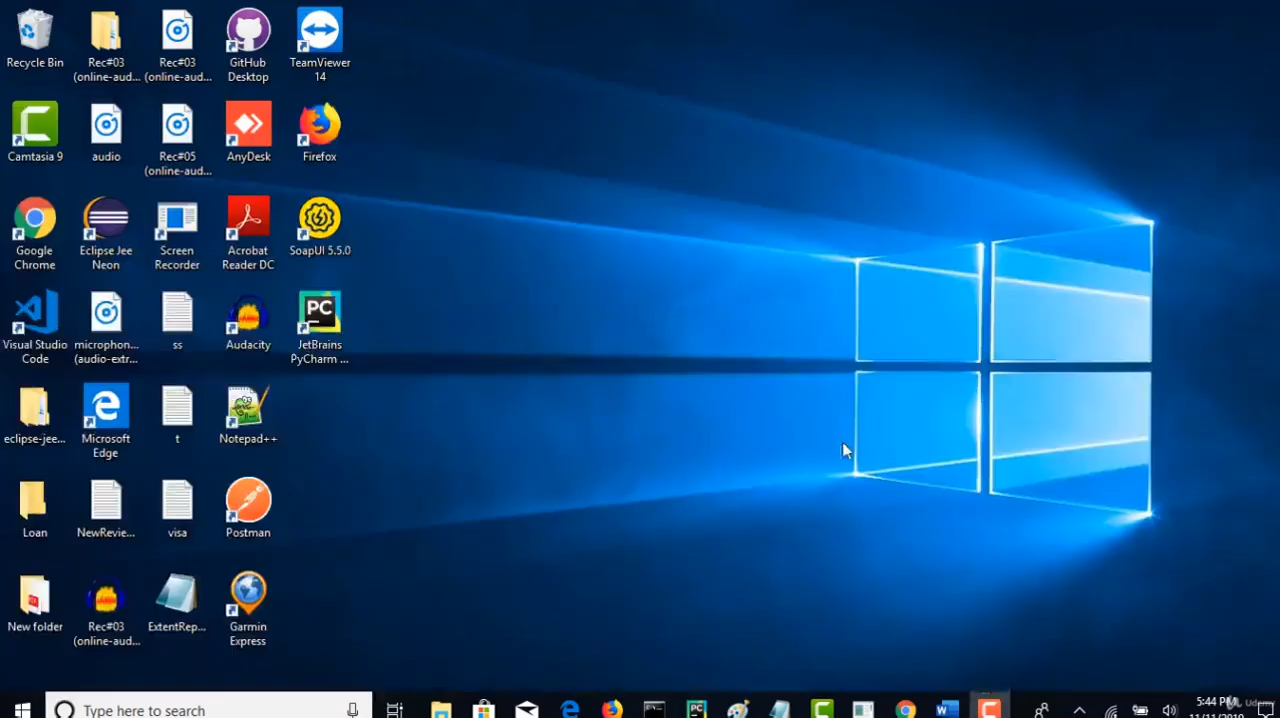 Recycle Bin
Rec#03
(online-aud...
Rec#03
(online-aud...
GitHub
Desktop
TeamViewer
14
Camtasia 9
audio
Rec#05
(online-aud...
AnyDesk
Firefox
Google
Chrome
Eclipse Jee
Neon
Screen
Recorder
Acrobat
Reader DC
SoapUI 5.5.0
Visual Studio
Code
microphon...
(audio-extr...
ss
Audacity
PC
JetBrains
PyCharm ...
eclipse-jee...
Microsoft
Edge
t
Notepad++
Loan
NewRevie...
visa
Postman
New folder
Rec#03
(online-aud...
ExtentRep...
Garmin
Express
Type here to search
5:44 PM
Udemy